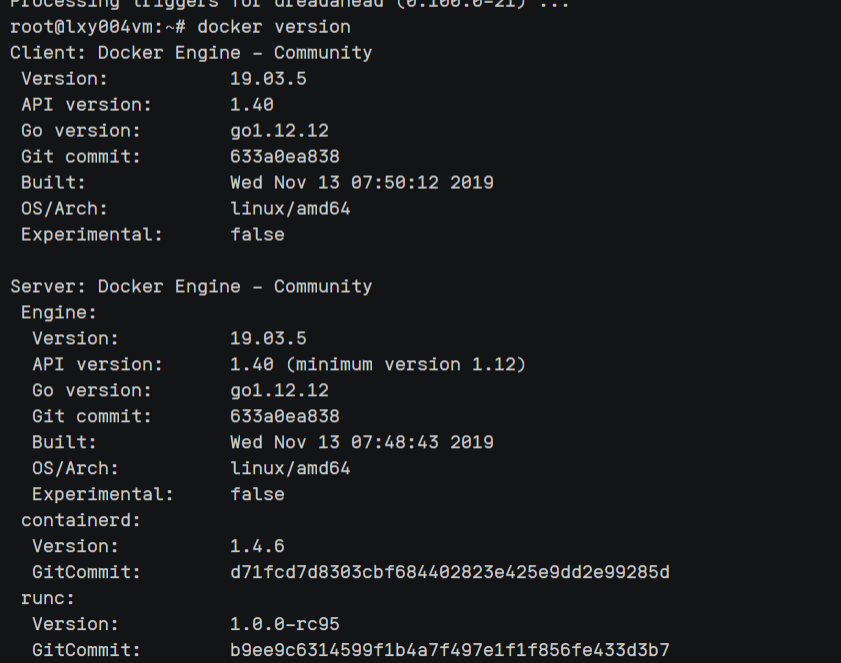 Processing triggers for ureadahead (0.100.0-21) ...
root@lxy004vm:~# docker version
Client: Docker Engine - Community
 Version:           19.03.5
 API version:       1.40
 Go version:        go1.12.12
 Git commit:        633a0ea838
 Built:             Wed Nov 13 07:50:12 2019
 OS/Arch:           linux/amd64
 Experimental:      false

Server: Docker Engine - Community
 Engine:
  Version:          19.03.5
  API version:      1.40 (minimum version 1.12)
  Go version:       go1.12.12
  Git commit:       633a0ea838
  Built:            Wed Nov 13 07:48:43 2019
  OS/Arch:          linux/amd64
  Experimental:     false
 containerd:
  Version:          1.4.6
  GitCommit:        d71fcd7d8303cbf684402823e425e9dd2e99285d
 runc:
  Version:          1.0.0-rc95
  GitCommit:        b9ee9c6314599f1b4a7f497e1f1f856fe433d3b7